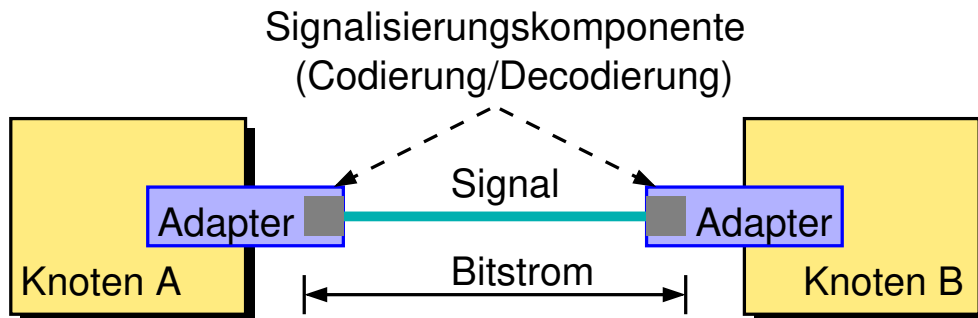 Signalisierungskomponente
(Codierung/Decodierung)
Signal
Adapter
Adapter
Knoten A
Bitstrom
Knoten B